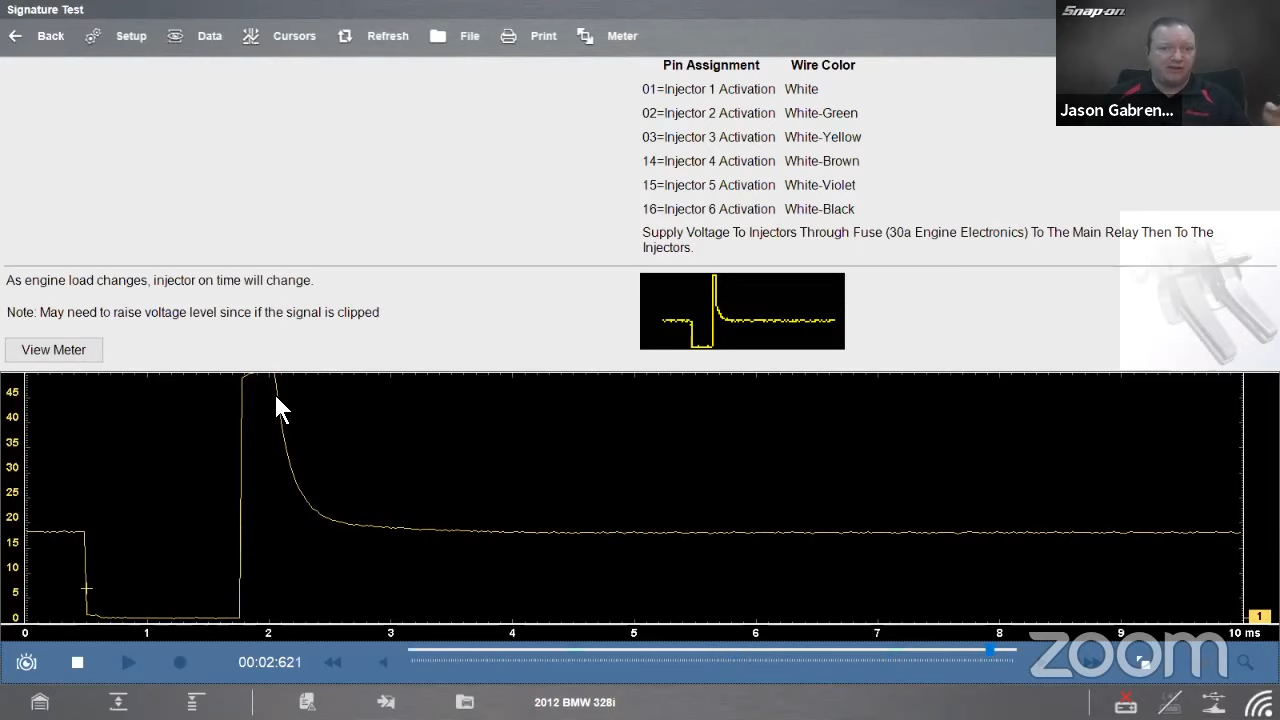 Signature Test
Back Setup Data Cursors Refresh File Print Meter
Snap-on
Jason Gabren...
Pin Assignment Wire Color
01=Injector 1 Activation White
02=Injector 2 Activation White-Green
03=Injector 3 Activation White-Yellow
14=Injector 4 Activation White-Brown
15=Injector 5 Activation White-Violet
16=Injector 6 Activation White-Black
Supply Voltage To Injectors Through Fuse (30a Engine Electronics) To The Main Relay Then To The
Injectors.
As engine load changes, injector on time will change.
Note: May need to raise voltage level since if the signal is clipped
View Meter
45
40
35
30
25
20
15
10
5
0
1
0 1 2 3 4 5 6 7 8 9 10 ms
00:02:621
zoom
2012 BMW 328i